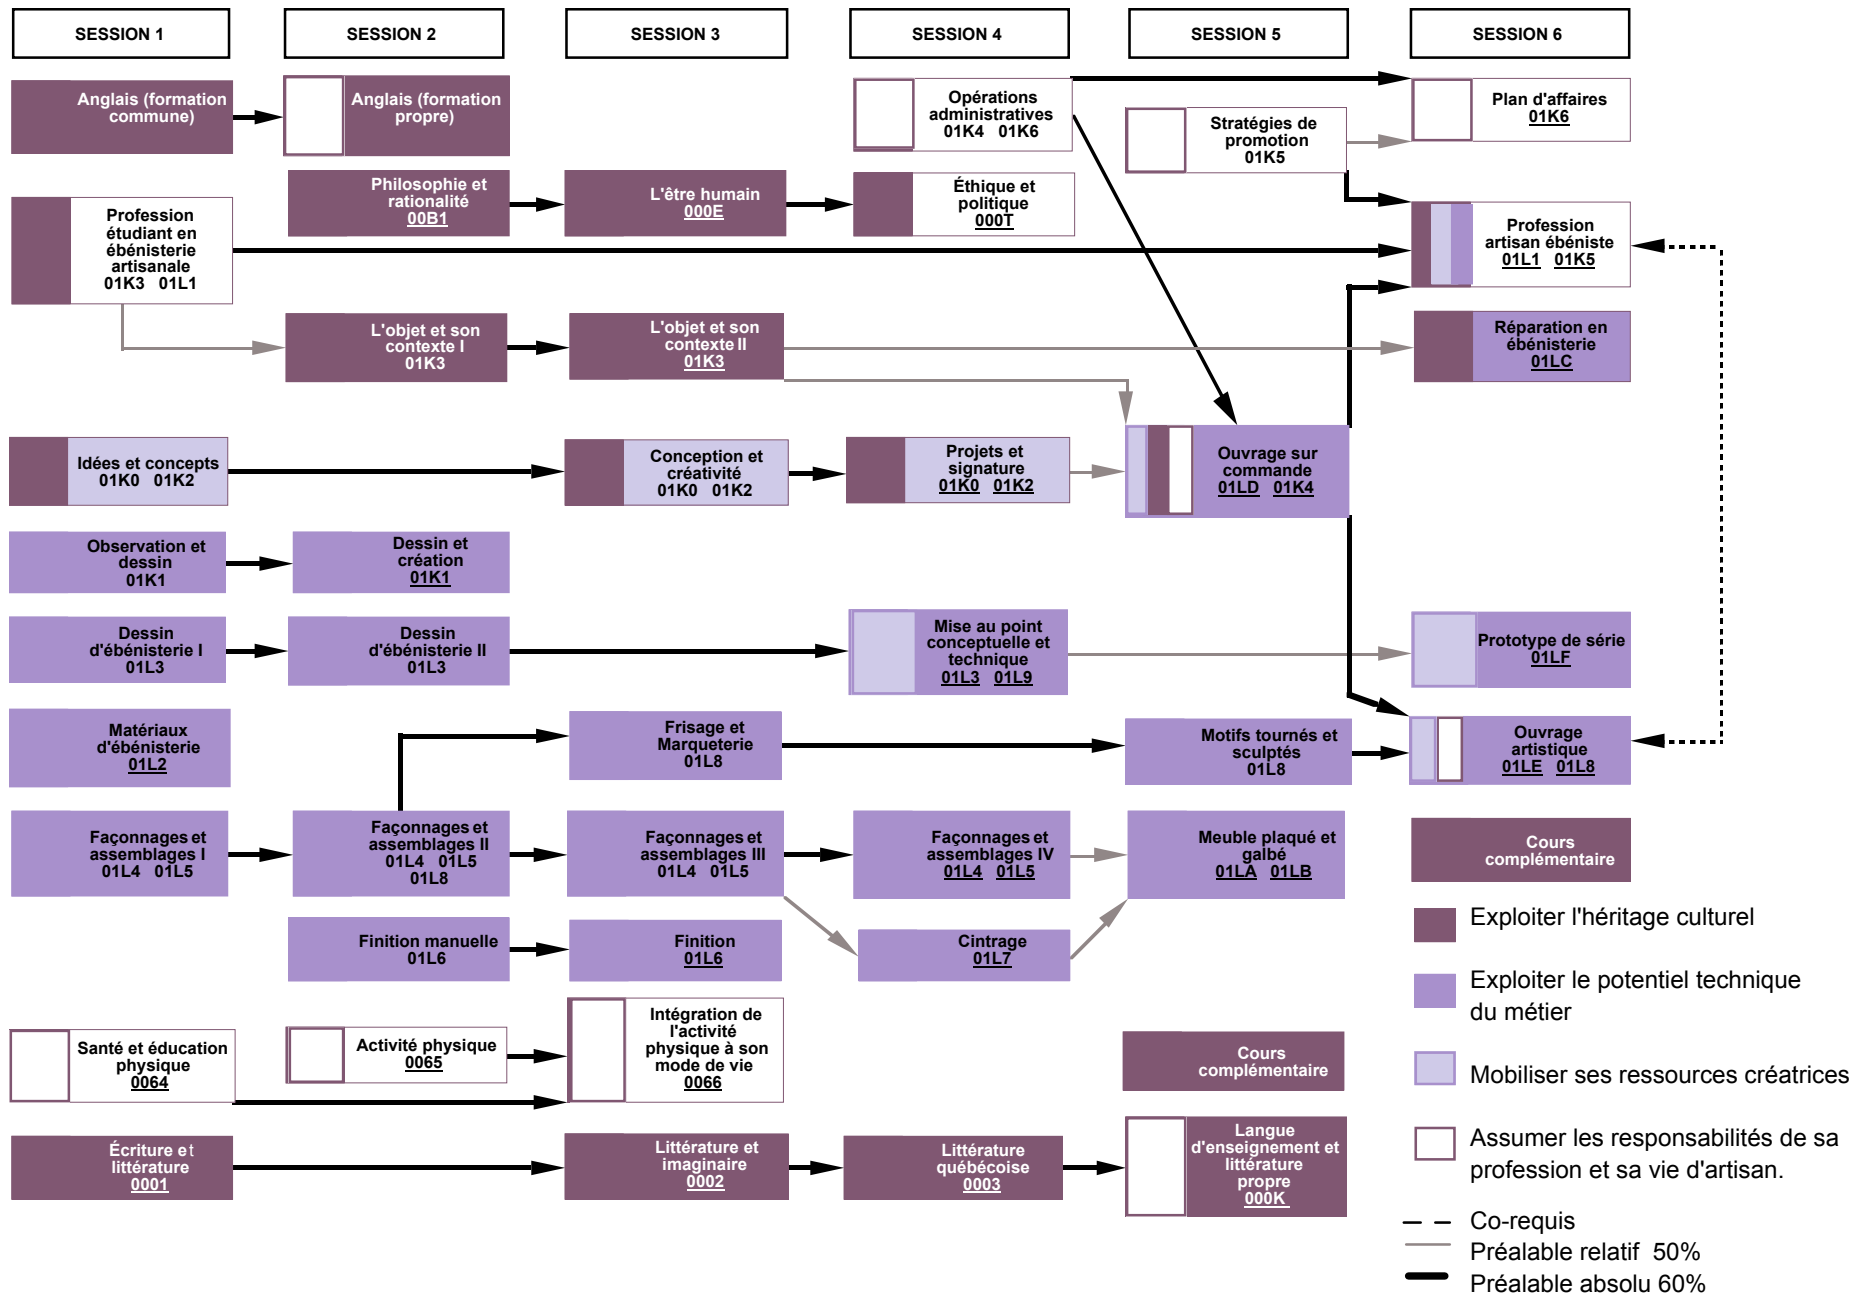 SESSION 1
SESSION 2
SESSION 3
SESSION 4
SESSION 5
SESSION 6
Anglais (formation
commune)
Anglais (formation
propre)
Opérations
administratives
01K4 01K6
Stratégies de
promotion
01K5
Plan d'affaires
01K6
Profession
étudiant en
ébénisterie
artisanale
01K3 01L1
Philosophie et
rationalité
00B1
L'être humain
000E
Éthique et
politique
000T
Profession
artisan ébéniste
01L1 01K5
L'objet et son
contexte I
01K3
L'objet et son
contexte II
01K3
Réparation en
ébénisterie
01LC
Idées et concepts
01K0 01K2
Conception et
créativité
01K0 01K2
Projets et
signature
01K0 01K2
Ouvrage sur
commande
01LD 01K4
Observation et
dessin
01K1
Dessin et
création
01K1
Dessin
d'ébénisterie I
01L3
Dessin
d'ébénisterie II
01L3
Mise au point
conceptuelle et
technique
01L3 01L9
Prototype de série
01LF
Matériaux
d'ébénisterie
01L2
Frisage et
Marqueterie
01L8
Motifs tournés et
sculptés
01L8
Ouvrage
artistique
01LE 01L8
Façonnages et
assemblages I
01L4 01L5
Façonnages et
assemblages II
01L4 01L5
01L8
Façonnages et
assemblages III
01L4 01L5
Façonnages et
assemblages IV
01L4 01L5
Meuble plaqué et
galbé
01LA 01LB
Cours
complémentaire
Finition manuelle
01L6
Finition
01L6
Cintrage
01L7
Santé et éducation
physique
0064
Activité physique
0065
Intégration de
l'activité
physique à son
mode de vie
0066
Cours
complémentaire
Écriture et
littérature
0001
Littérature et
imaginaire
0002
Littérature
québécoise
0003
Langue
d'enseignement et
littérature
propre
000K
Exploiter l'héritage culturel
Exploiter le potentiel technique
du métier
Mobiliser ses ressources créatrices
Assumer les responsabilités de sa
profession et sa vie d'artisan.
Co-requis
Préalable relatif 50%
Préalable absolu 60%